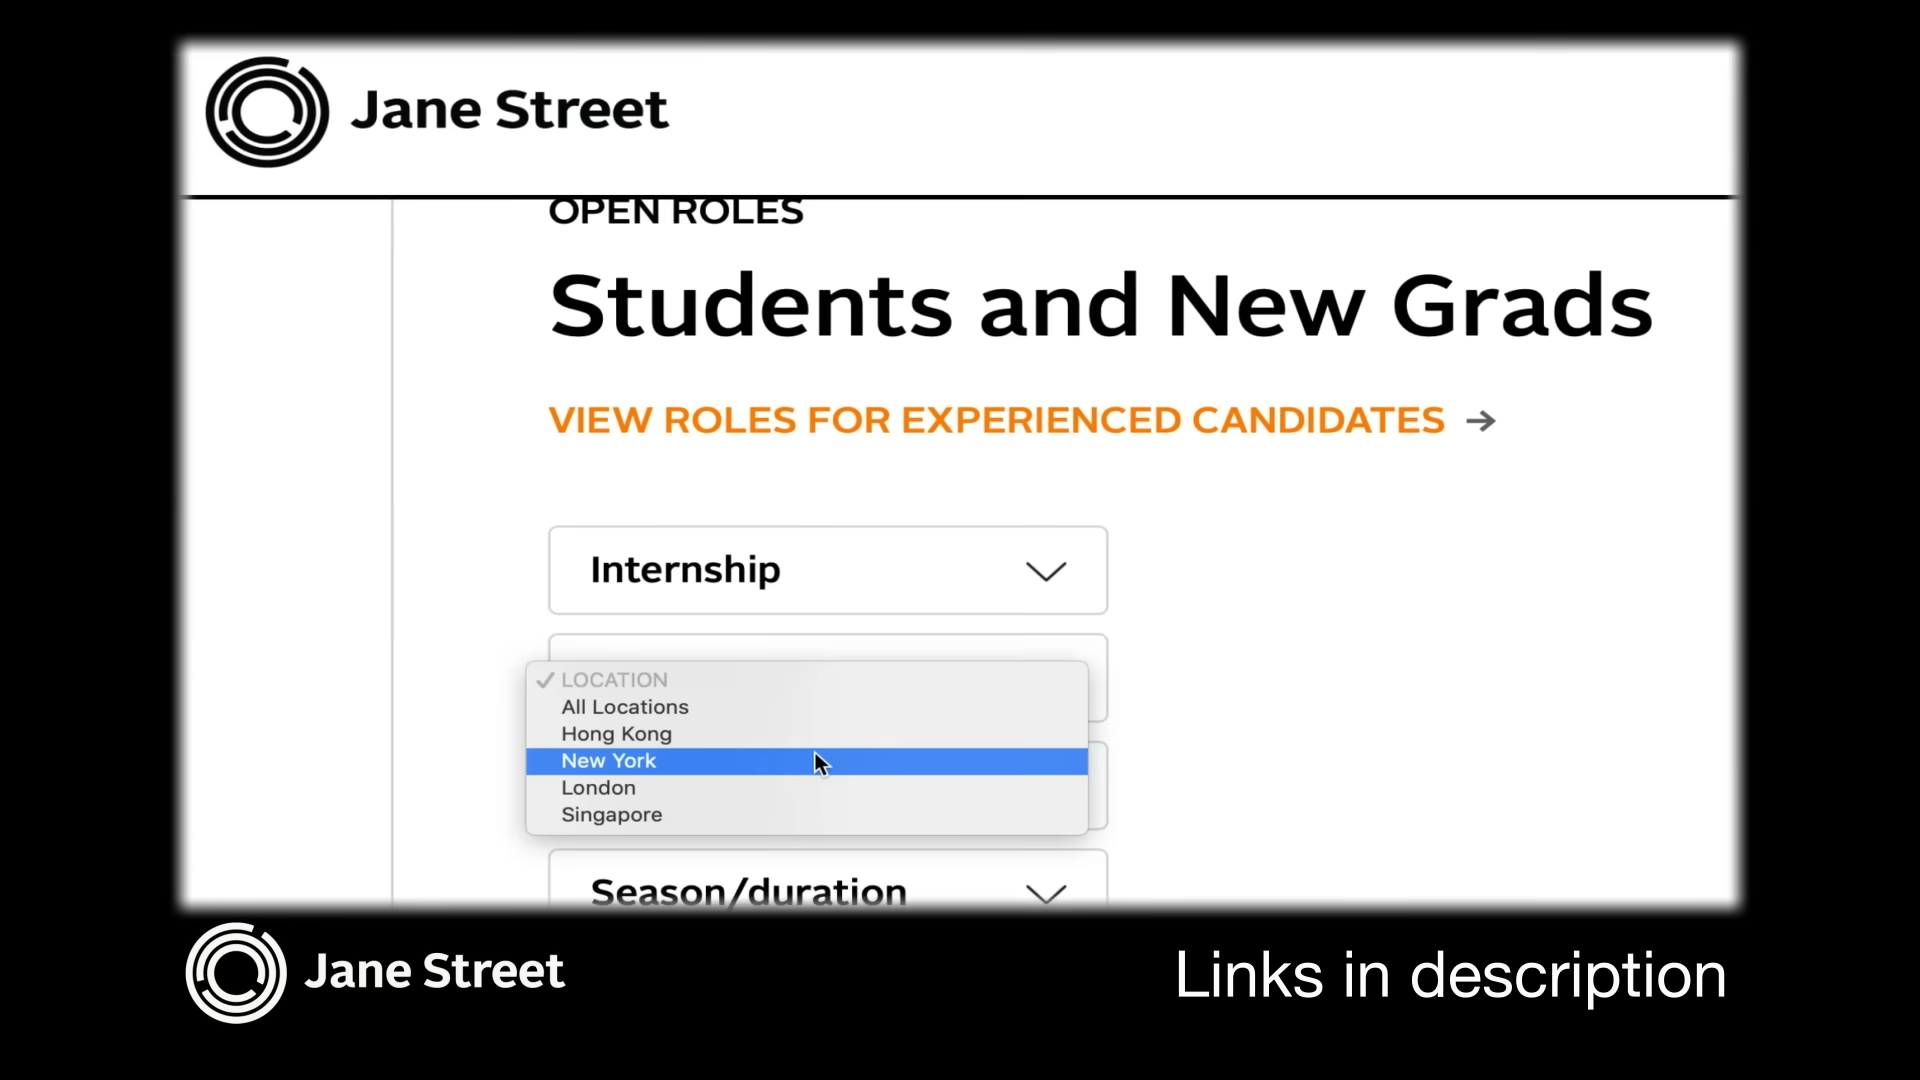 Jane Street
OPEN ROLES
Students and New Grads
VIEW ROLES FOR EXPERIENCED CANDIDATES →
Internship
✓ LOCATION
All Locations
Hong Kong
New York
London
Singapore
Season/duration
Jane Street
Links in description